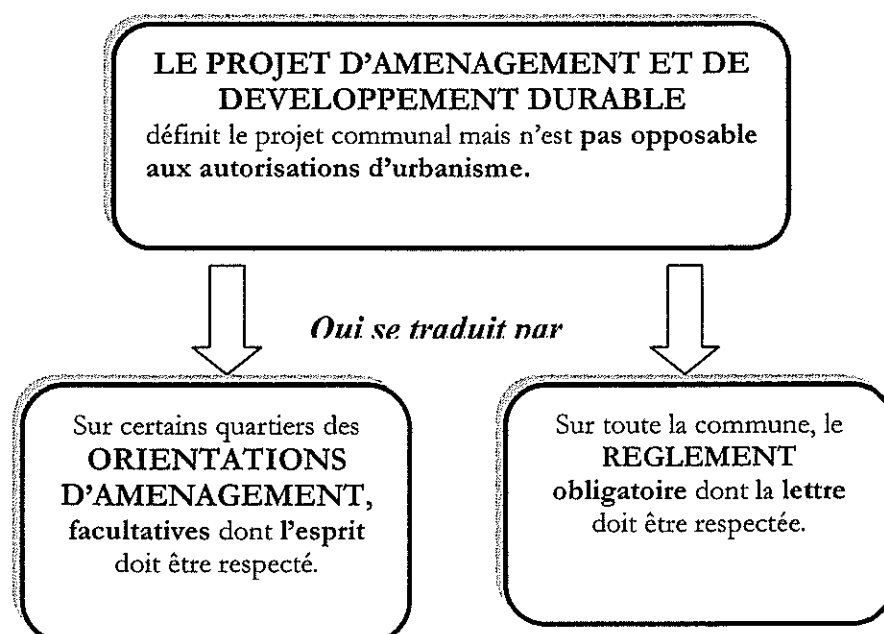 LE PROJET D'AMENAGEMENT ET DE
DEVELOPPEMENT DURABLE
définit le projet communal mais n'est pas opposable
aux autorisations d'urbanisme.
Qui se traduit par
Sur certains quartiers des
ORIENTATIONS
D'AMENAGEMENT,
facultatives dont l'esprit
doit être respecté.
Sur toute la commune, le
REGLEMENT
obligatoire dont la lettre
doit être respectée.